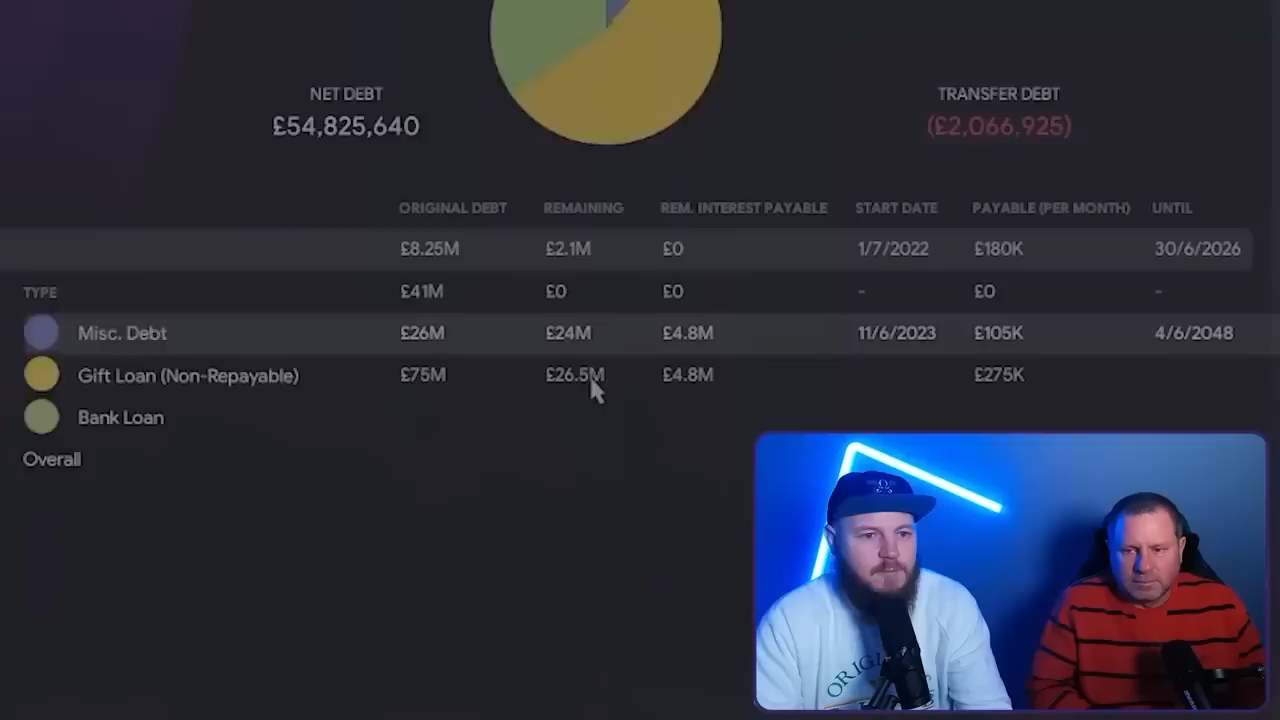 NET DEBT
£54,825,640
TRANSFER DEBT
(£2,066,925)
ORIGINAL DEBT REMAINING REM. INTEREST PAYABLE START DATE PAYABLE (PER MONTH) UNTIL
£8.25M £2.1M £0 1/7/2022 £180K 30/6/2026
TYPE £41M £0 £0 - £0 -
Misc. Debt £26M £24M £4.8M 11/6/2023 £105K 4/6/2048
Gift Loan (Non-Repayable) £75M £26.5M £4.8M £275K
Bank Loan
Overall
ORIGI